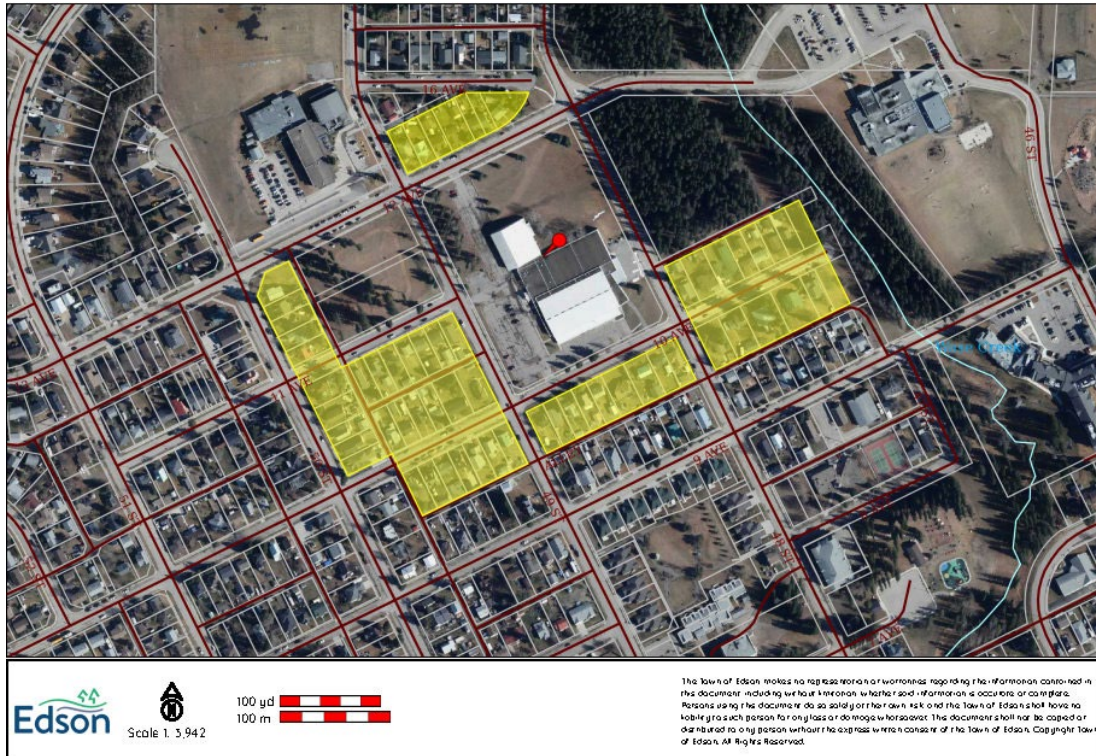 16 AVE
46 ST
10 AVE
9 AVE
Edson
Scale 1: 3,942
100 yd
100 m
The Town of Edson makes no representation or warranties regarding the information contained in
this document including without limitation whether said information is accurate or complete.
Persons using this document do so solely at their own risk and the Town of Edson shall have no
liability to such person for any loss or damage whatsoever. This document shall not be copied or
distributed to any person without the express written consent of the Town of Edson. Copyright Town
of Edson. All Rights Reserved.